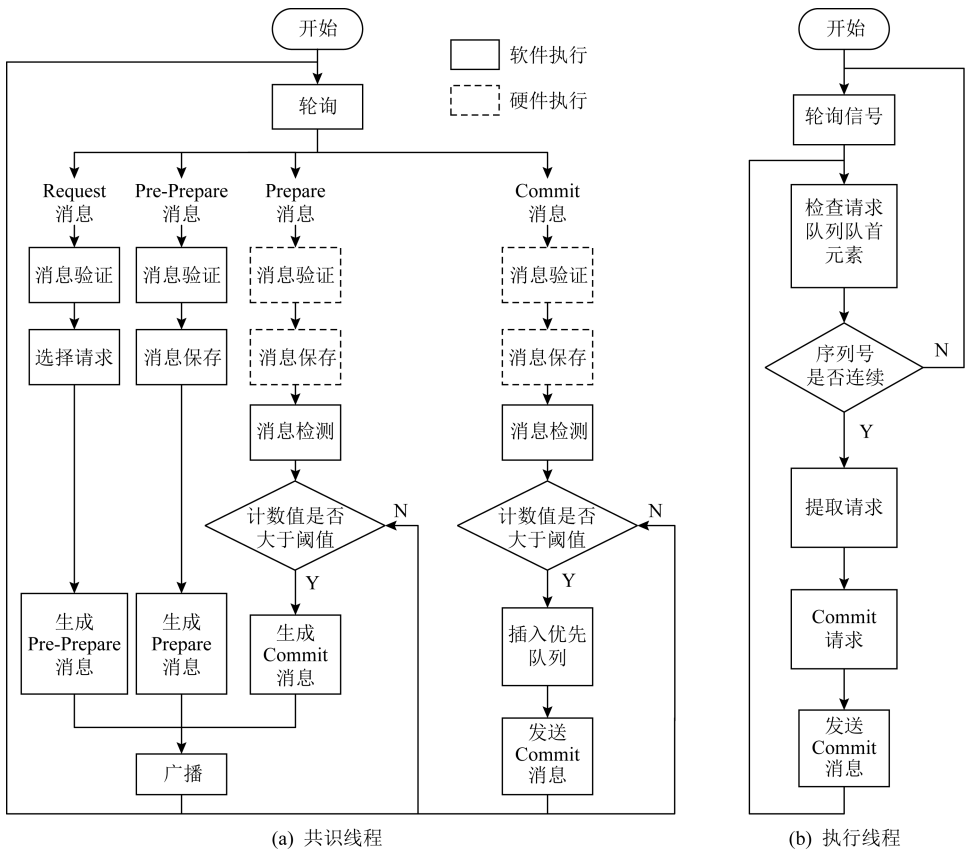 开始
软件执行
硬件执行
轮询
Request
消息
Pre-Prepare
消息
Prepare
消息
Commit
消息
消息验证
消息验证
消息验证
消息验证
选择请求
消息保存
消息保存
消息保存
消息检测
消息检测
计数值是否
大于阈值
N
Y
计数值是否
大于阈值
N
Y
生成
Pre-Prepare
消息
生成
Prepare
消息
生成
Commit
消息
插入优先
队列
广播
发送
Commit
消息
(a) 共识线程
开始
轮询信号
检查请求
队列队首
元素
序列号
是否连续
N
Y
提取请求
Commit
请求
发送
Commit
消息
(b) 执行线程